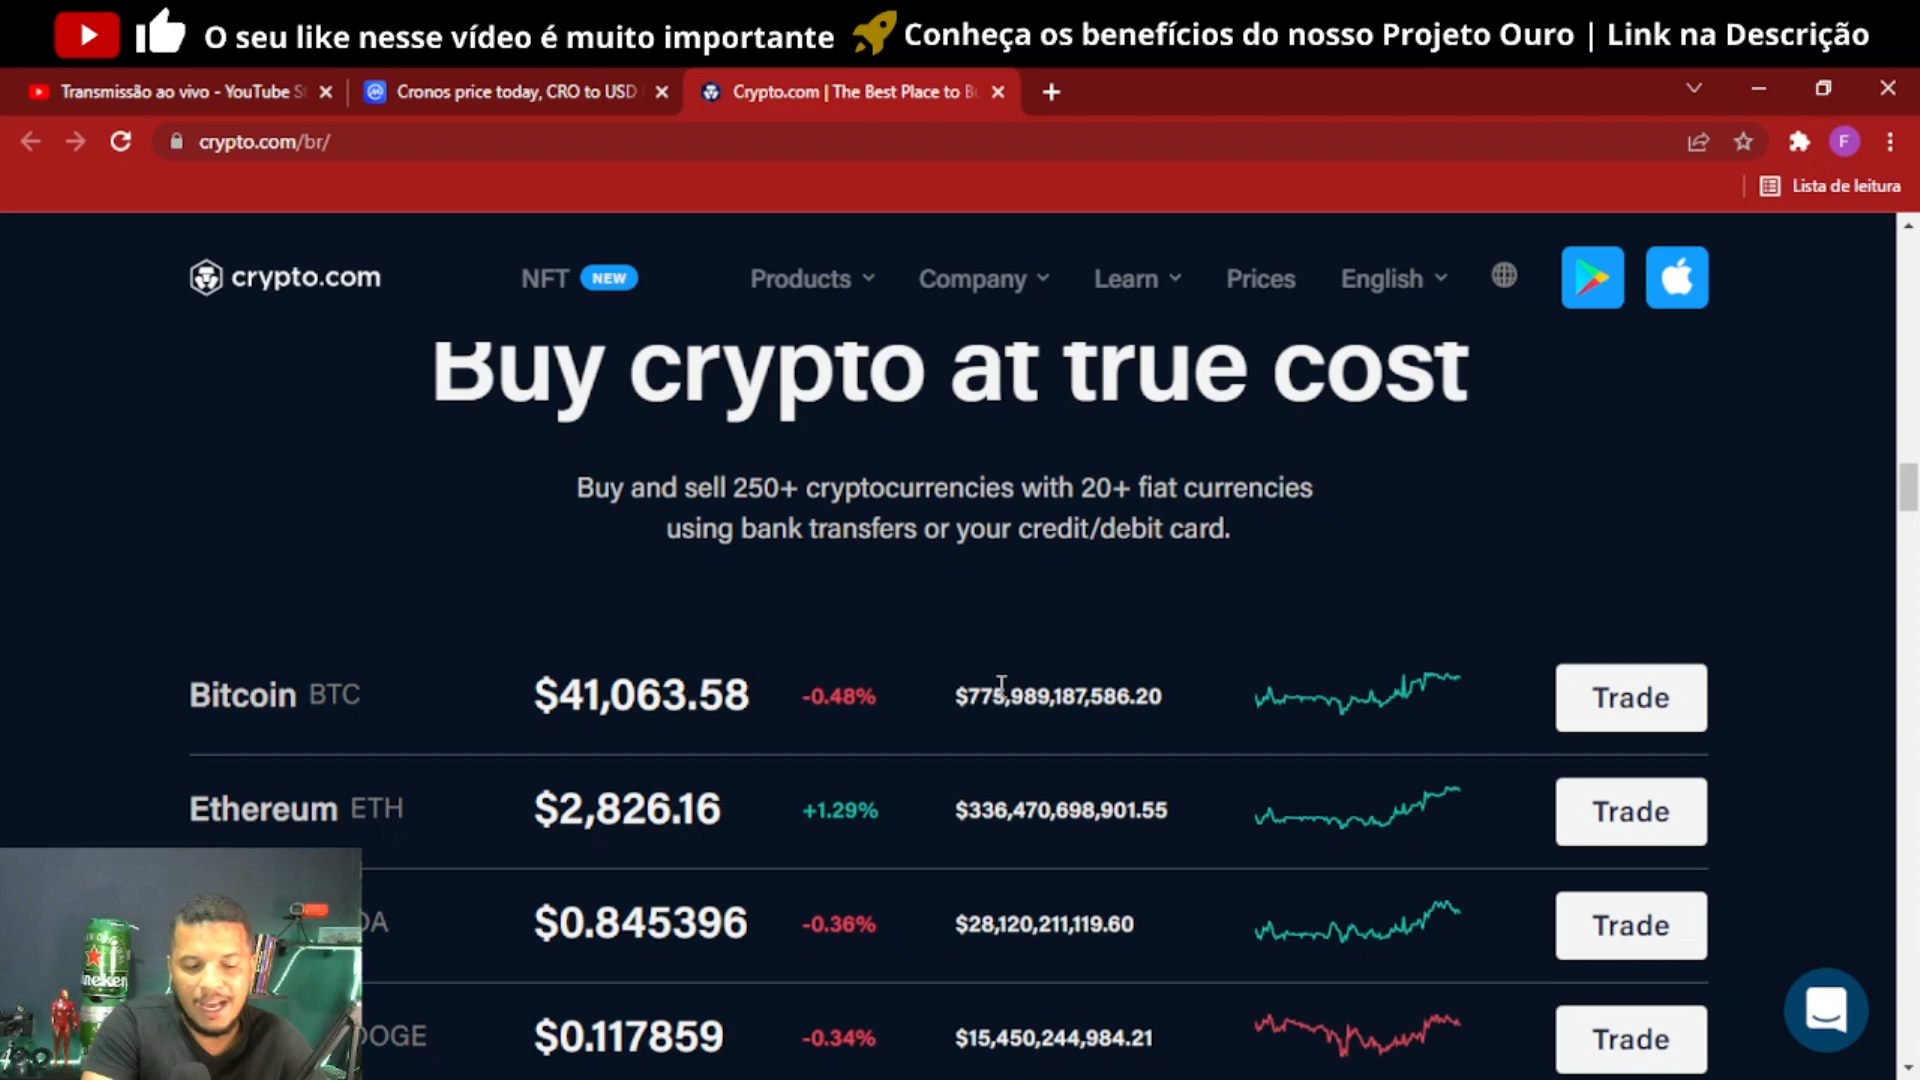 O seu like nesse vídeo é muito importante
Conheça os benefícios do nosso Projeto Ouro | Link na Descrição
Transmissão ao vivo - YouTube S
Cronos price today, CRO to USD
Crypto.com | The Best Place to B
crypto.com/br/
F
Lista de leitura
crypto.com
NFT NEW
Products
Company
Learn
Prices
English
Buy crypto at true cost
Buy and sell 250+ cryptocurrencies with 20+ fiat currencies
using bank transfers or your credit/debit card.
Bitcoin BTC $41,063.58 -0.48% $775,989,187,586.20 Trade
Ethereum ETH $2,826.16 +1.29% $336,470,698,901.55 Trade
DA $0.845396 -0.36% $28,120,211,119.60 Trade
DOGE $0.117859 -0.34% $15,450,244,984.21 Trade